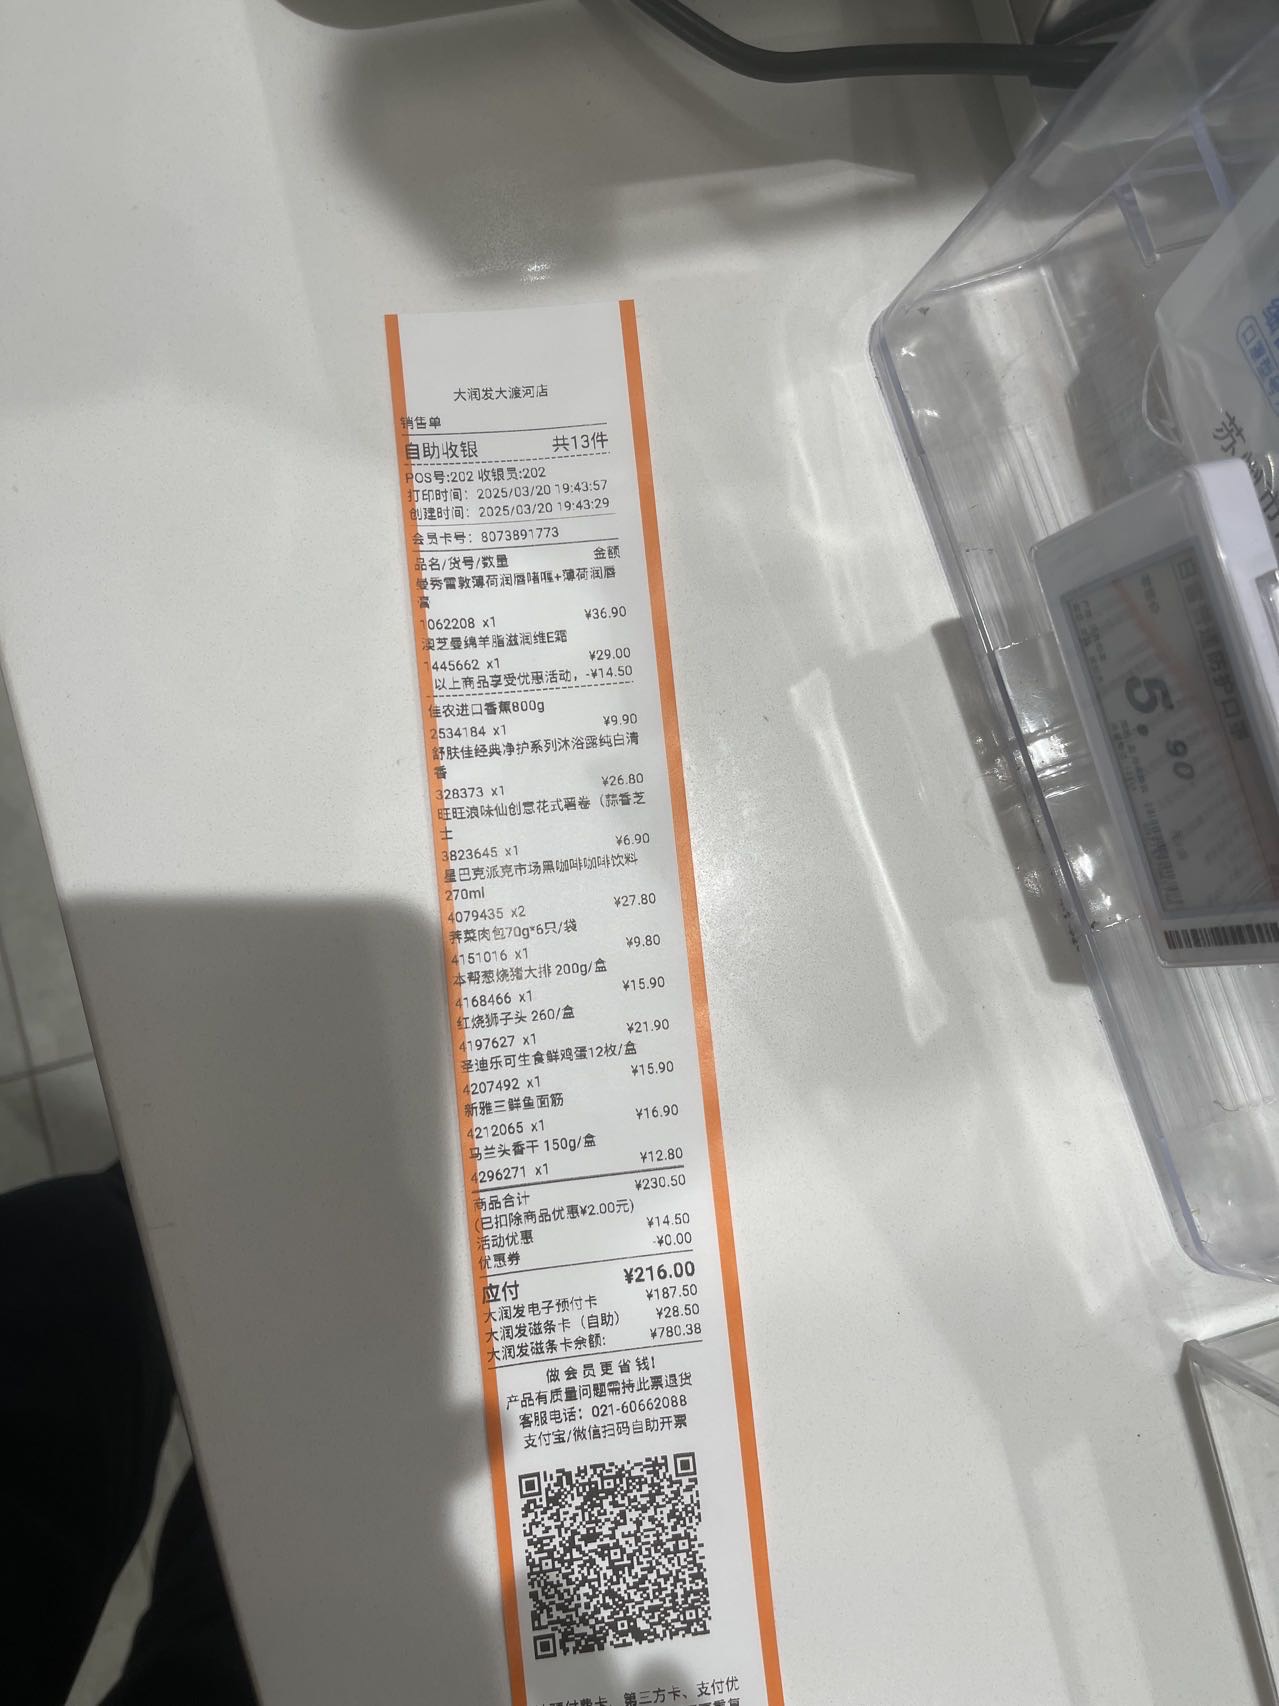 大润发大渡河店
销售单
自助收银 共13件
POS号:202 收银员:202
打印时间: 2025/03/20 19:43:57
创建时间: 2025/03/20 19:43:29
会员卡号: 8073891773
品名/货号/数量 金额
曼秀雷敦薄荷润唇啫喱+薄荷润唇
膏
1062208 x1 ¥36.90
澳芝曼绵羊脂滋润维E霜
1445662 x1 ¥29.00
以上商品享受优惠活动, -¥14.50
佳农进口香蕉800g
2534184 x1 ¥9.90
舒肤佳经典净护系列沐浴露纯白清
香
328373 x1 ¥26.80
旺旺浪味仙创意花式薯卷（蒜香芝
士
3823645 x1 ¥6.90
星巴克派克市场黑咖啡咖啡饮料
270ml
4079435 x2 ¥27.80
荠菜肉包70g*6只/袋
4151016 x1 ¥9.80
本帮葱烧猪大排 200g/盒
4168466 x1 ¥15.90
红烧狮子头 260/盒
4197627 x1 ¥21.90
圣迪乐可生食鲜鸡蛋12枚/盒
4207492 x1 ¥15.90
新雅三鲜鱼面筋
4212065 x1 ¥16.90
马兰头香干 150g/盒
4296271 x1 ¥12.80
商品合计 ¥230.50
(已扣除商品优惠¥2.00元)
活动优惠 ¥14.50
优惠券 -¥0.00
应付 ¥216.00
大润发电子预付卡 ¥187.50
大润发磁条卡（自助） ¥28.50
大润发磁条卡余额: ¥780.38
做会员更省钱!
产品有质量问题需持此票退货
客服电话: 021-60662088
支付宝/微信扫码自助开票
预付费卡、第三方卡、支付优
5.90